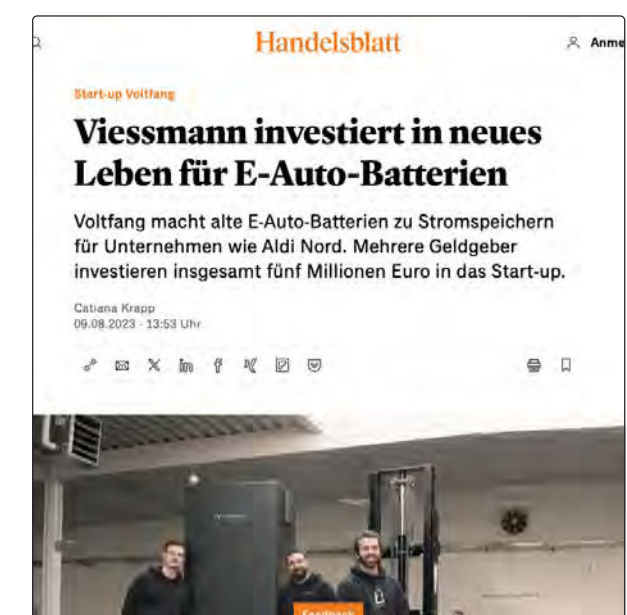 Handelsblatt
Anme
Start-up Voltfang
Viessmann investiert in neues
Leben für E-Auto-Batterien
Voltfang macht alte E-Auto-Batterien zu Stromspeichern
für Unternehmen wie Aldi Nord. Mehrere Geldgeber
investieren insgesamt fünf Millionen Euro in das Start-up.
Catiana Krapp
09.08.2023 - 13:53 Uhr
Feedback